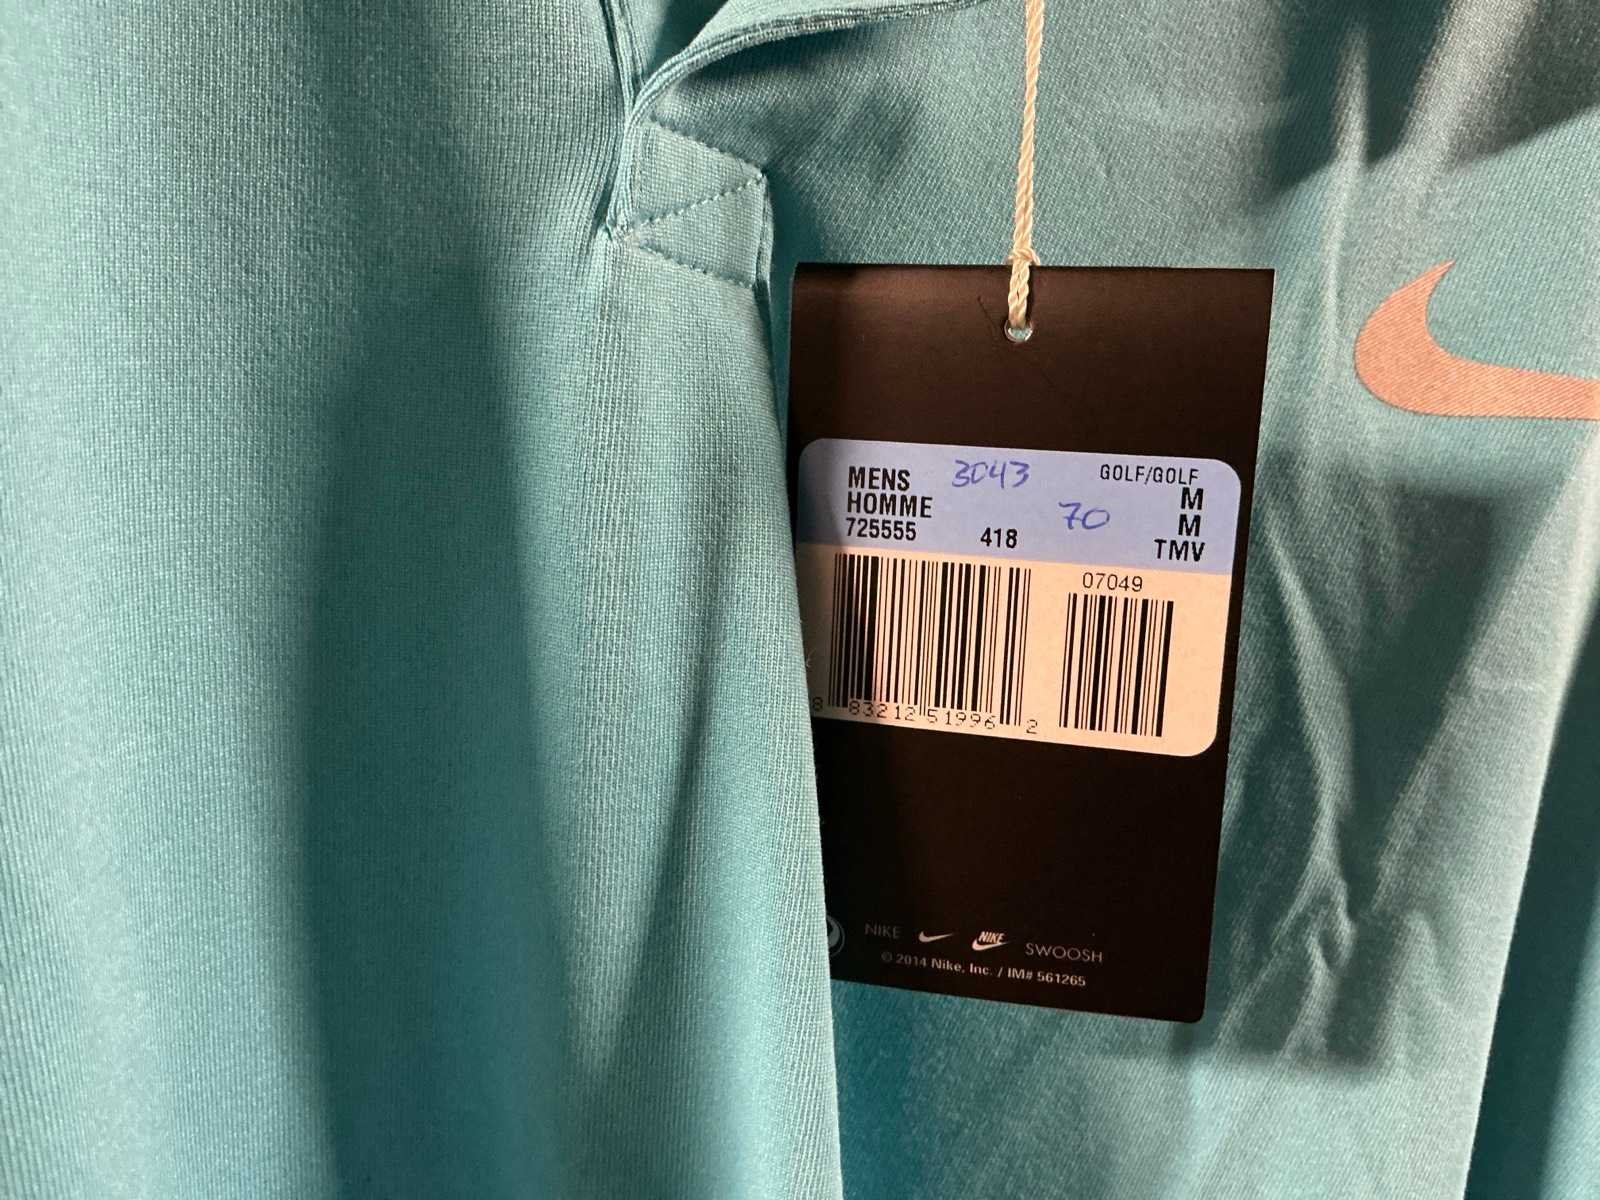 MENS 3043 GOLF/GOLF
HOMME 70 M
M
725555 418 TMV
07049
8 83212 51996 2
NIKE NIKE SWOOSH
© 2014 Nike, Inc. / IM# 561265